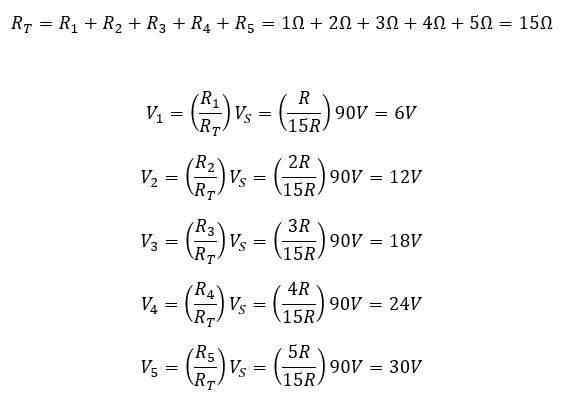 R_T = R_1 + R_2 + R_3 + R_4 + R_5 = 1Ω + 2Ω + 3Ω + 4Ω + 5Ω = 15Ω
V_1 = (R_1/R_T) V_S = (R/15R) 90V = 6V
V_2 = (R_2/R_T) V_S = (2R/15R) 90V = 12V
V_3 = (R_3/R_T) V_S = (3R/15R) 90V = 18V
V_4 = (R_4/R_T) V_S = (4R/15R) 90V = 24V
V_5 = (R_5/R_T) V_S = (5R/15R) 90V = 30V